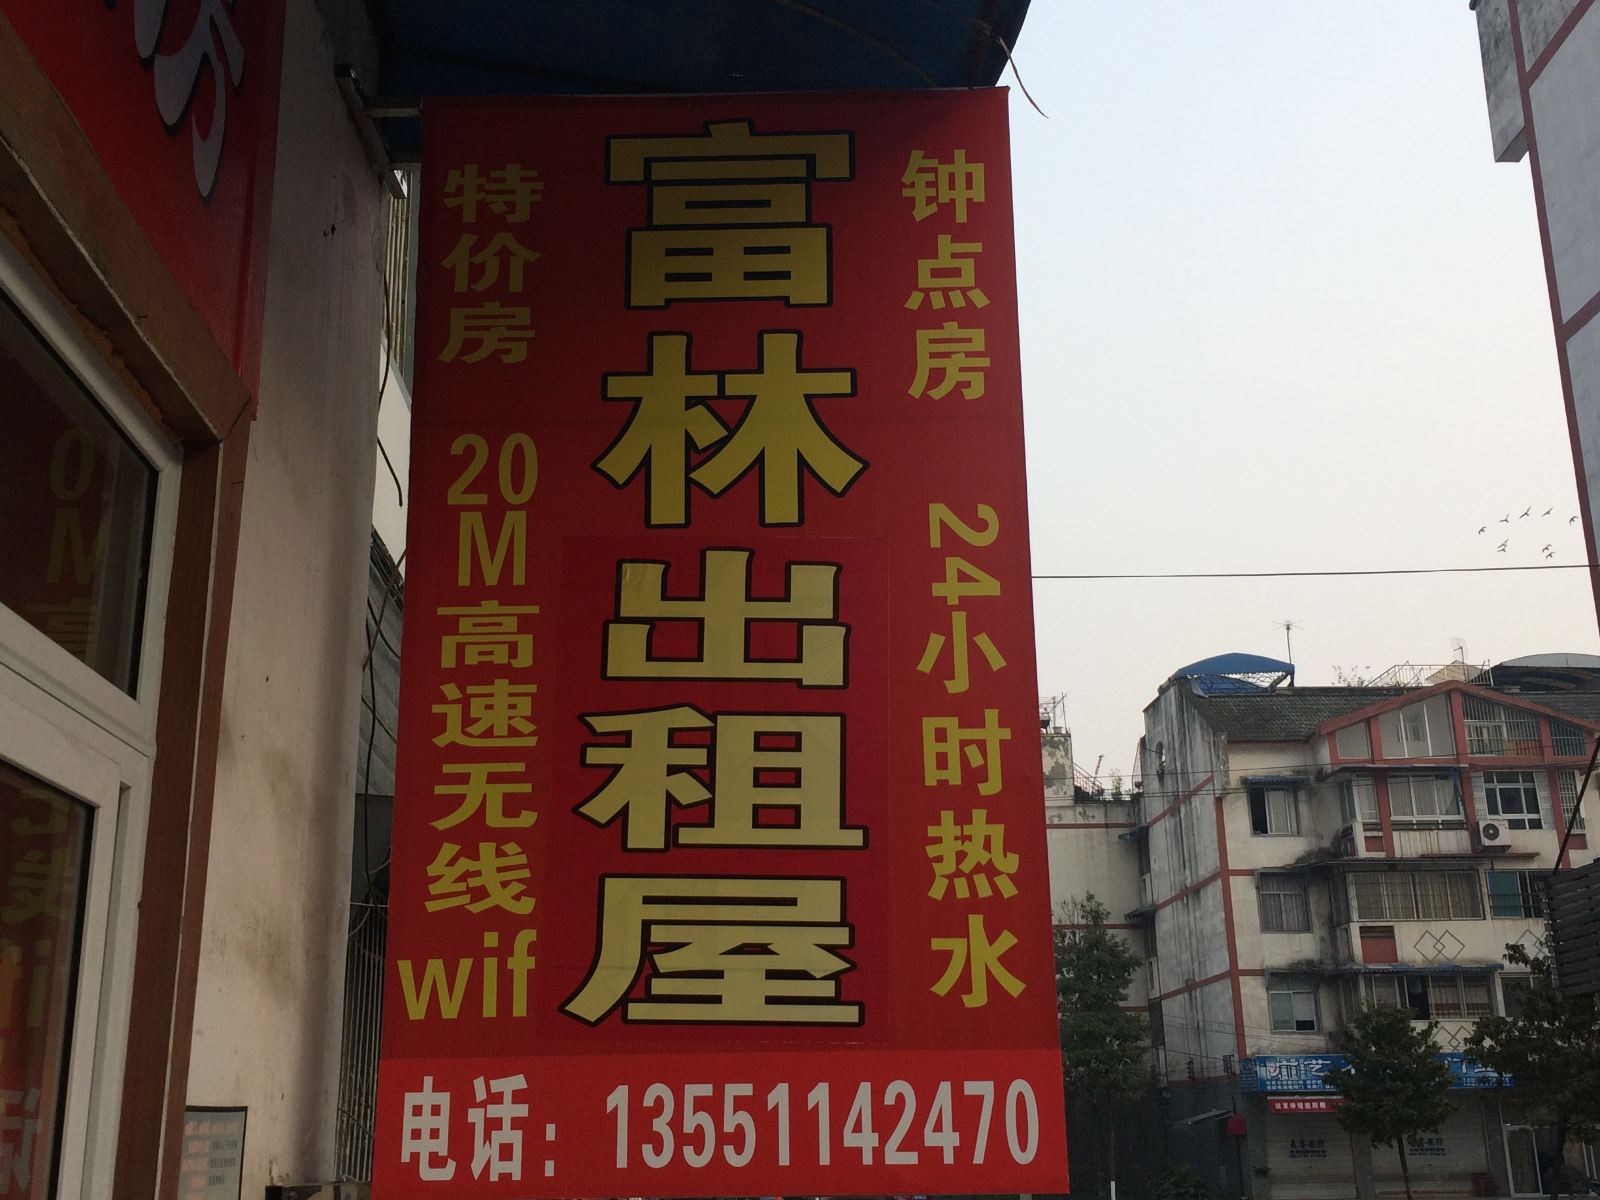 富林出租屋
钟点房 24小时热水
特价房 20M高速无线wif
电话：13551142470